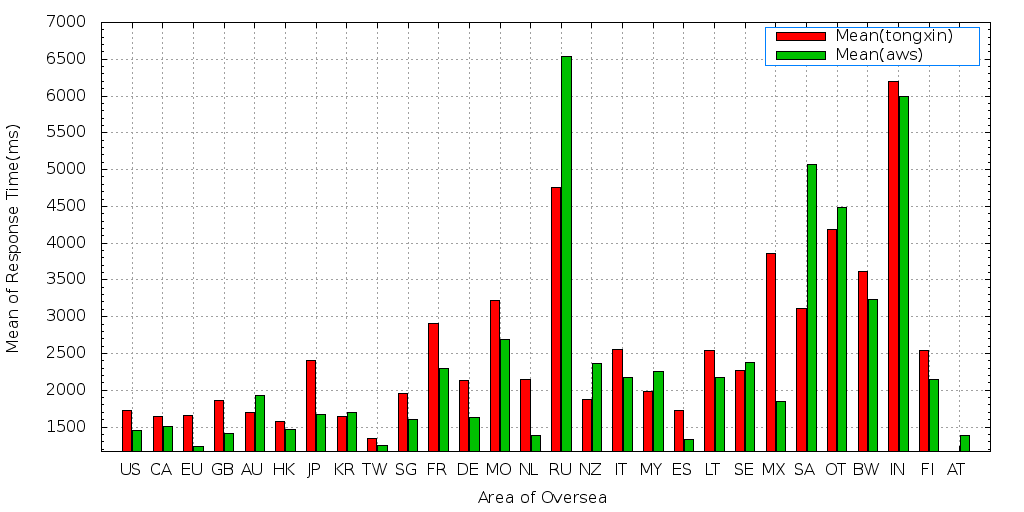 7000
6500
6000
5500
5000
4500
4000
3500
3000
2500
2000
1500
Mean of Response Time(ms)
Mean(tongxin)
Mean(aws)
US CA EU GB AU HK JP KR TW SG FR DE MO NL RU NZ IT MY ES LT SE MX SA OT BW IN FI AT
Area of Oversea